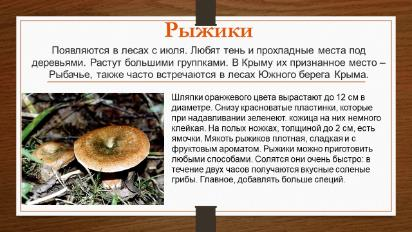 Рыжики
Появляются в лесах с июля. Любят тень и прохладные места под
деревьями. Растут большими группками. В Крыму их признанное место –
Рыбачье, также часто встречаются в лесах Южного берега Крыма.
Шляпки оранжевого цвета вырастают до 12 см в
диаметре. Снизу красноватые пластинки, которые
при надавливании зеленеют. кожица на них немного
клейкая. На полых ножках, толщиной до 2 см, есть
ямочки. Мякоть рыжиков плотная, сладкая и с
фруктовым ароматом. Рыжики можно приготовить
любыми способами. Солятся они очень быстро: в
течение двух часов получаются вкусные соленые
грибы. Главное, добавлять больше специй.